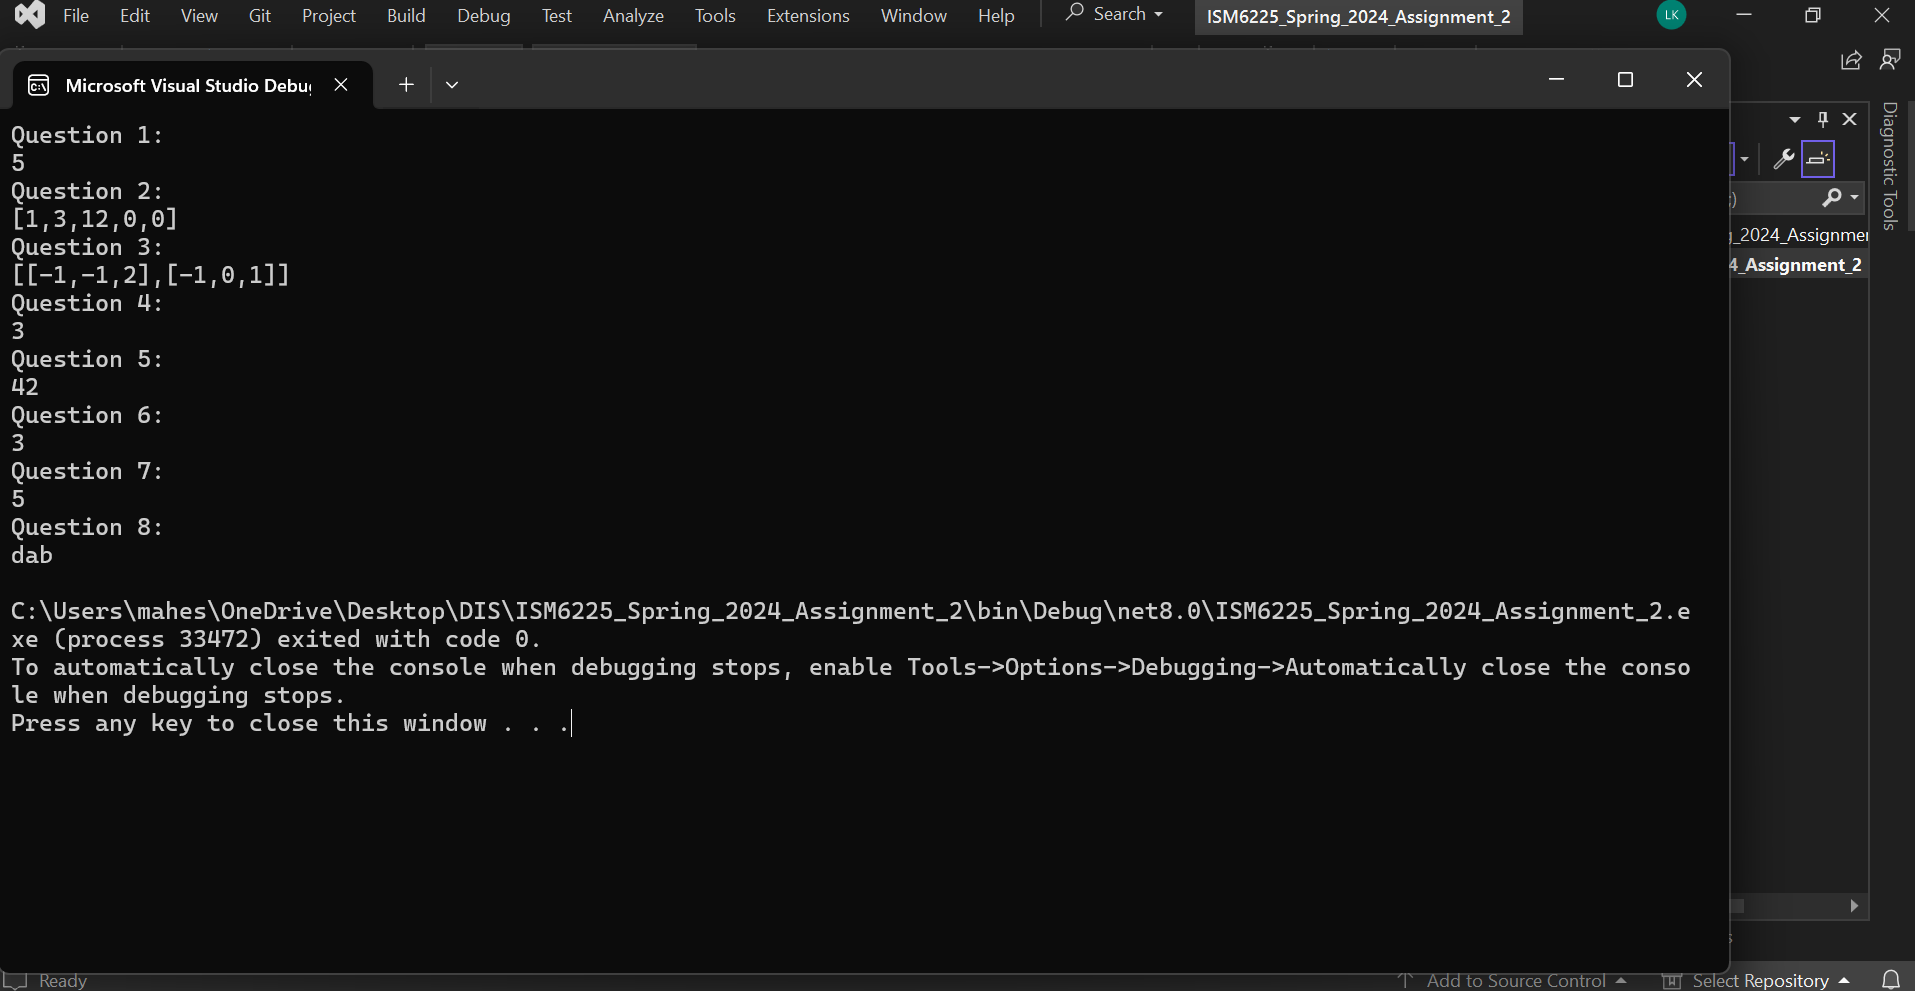 File Edit View Git Project Build Debug Test Analyze Tools Extensions Window Help Search ISM6225_Spring_2024_Assignment_2 LK
Microsoft Visual Studio Debu
Question 1:
5
Question 2:
[1,3,12,0,0]
Question 3:
[[-1,-1,2],[-1,0,1]]
Question 4:
3
Question 5:
42
Question 6:
3
Question 7:
5
Question 8:
dab
C:\Users\mahes\OneDrive\Desktop\DIS\ISM6225_Spring_2024_Assignment_2\bin\Debug\net8.0\ISM6225_Spring_2024_Assignment_2.e
xe (process 33472) exited with code 0.
To automatically close the console when debugging stops, enable Tools->Options->Debugging->Automatically close the conso
le when debugging stops.
Press any key to close this window . . .
Diagnostic Tools
_2024_Assignmen
4_Assignment_2
Ready Add to Source Control Select Repository